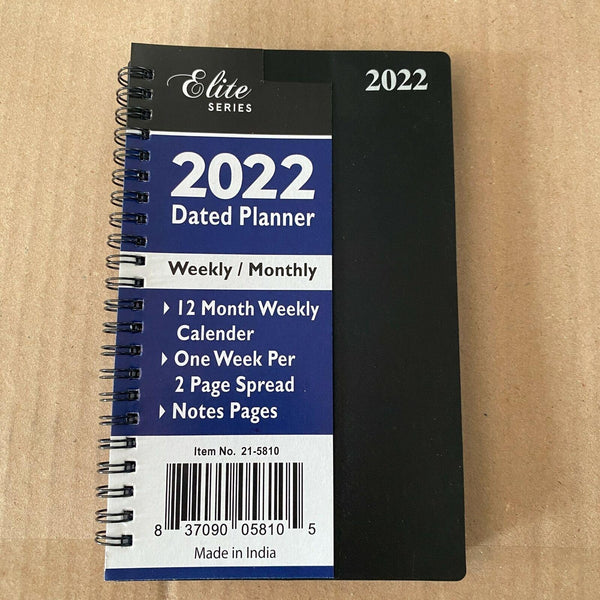 Elite
SERIES
2022
2022
Dated Planner
Weekly / Monthly
12 Month Weekly
Calender
One Week Per
2 Page Spread
Notes Pages
Item No. 21-5810
8 37090 05810 5
Made in India